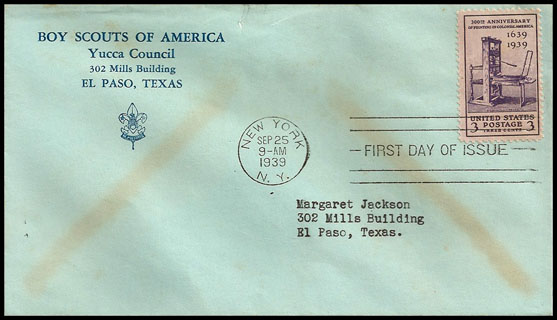 BOY SCOUTS OF AMERICA
Yucca Council
302 Mills Building
EL PASO, TEXAS
300TH ANNIVERSARY
OF PRINTING IN COLONIAL AMERICA
1639
1939
UNITED STATES
3 POSTAGE 3
THREE CENTS
NEW YORK
SEP 25
9-AM
1939
N.Y.
FIRST DAY OF ISSUE
Margaret Jackson
302 Mills Building
El Paso, Texas.